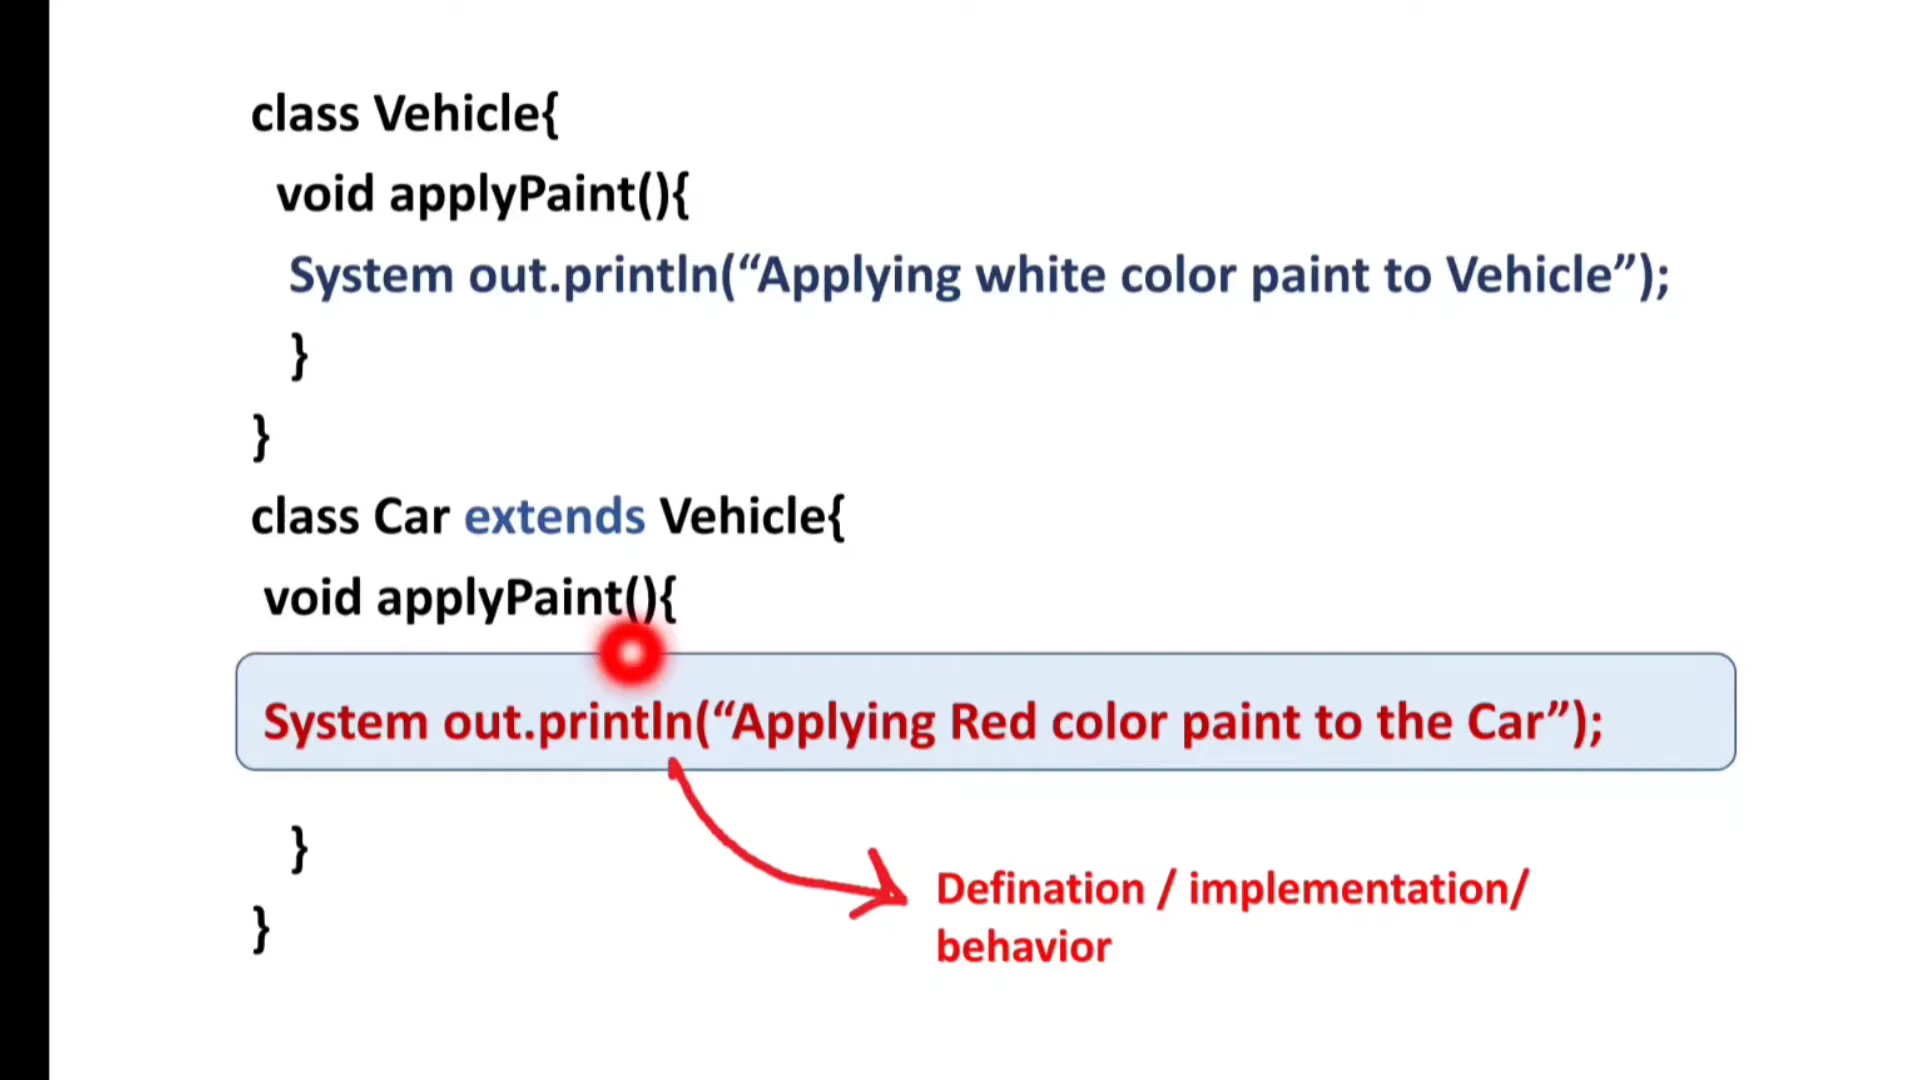 class Vehicle{
void applyPaint(){
System out.println(“Applying white color paint to Vehicle”);
}
}
class Car extends Vehicle{
void applyPaint(){
System out.println(“Applying Red color paint to the Car”);
}
}
Defination / implementation/
behavior